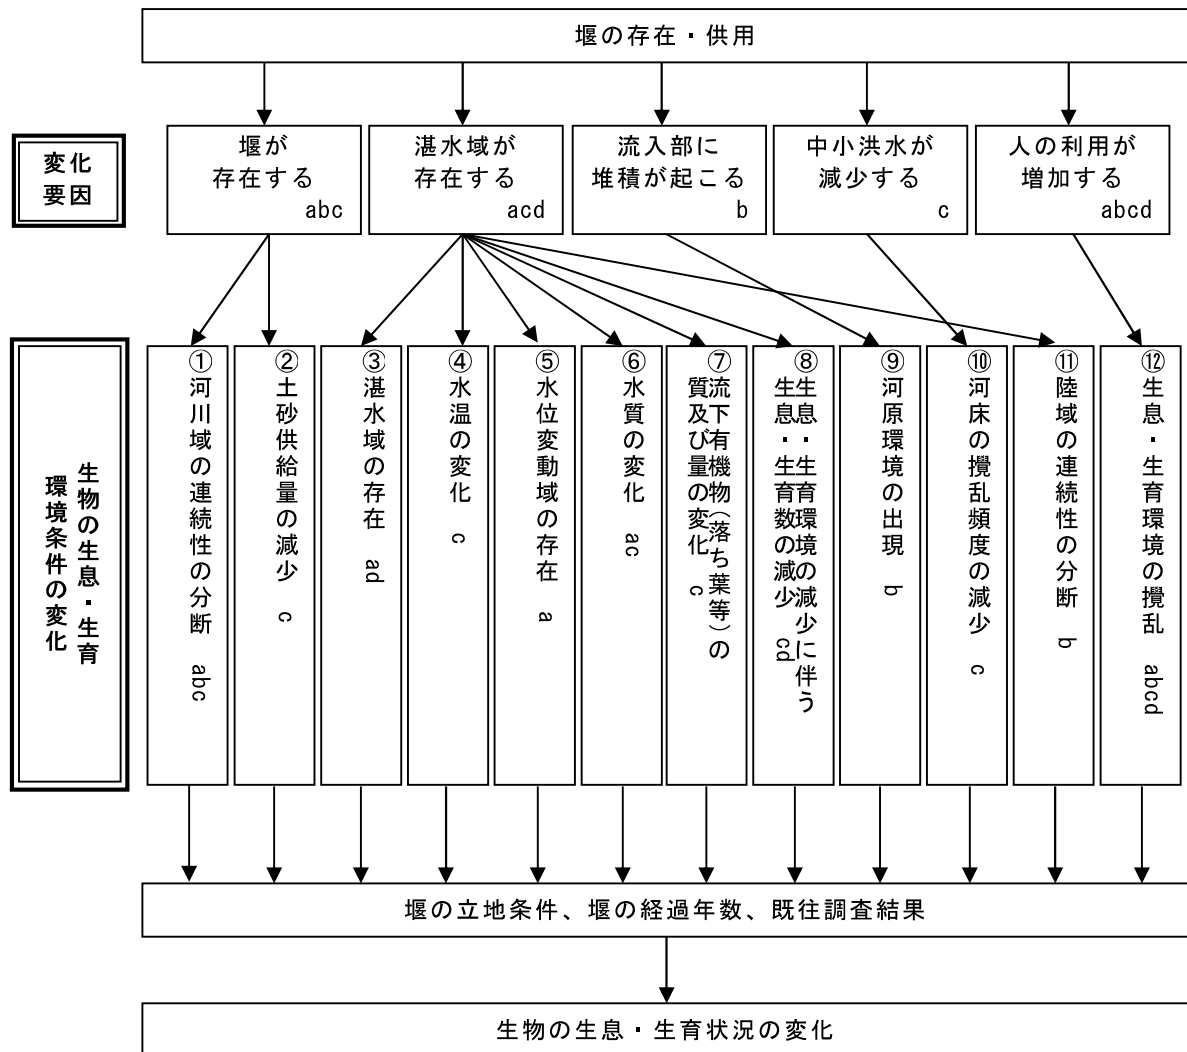 堰の存在・供用
変化
要因
堰が
存在する
abc
湛水域が
存在する
acd
流入部に
堆積が起こる
b
中小洪水が
減少する
c
人の利用が
増加する
abcd
生物の生息・生育
環境条件の変化
①河川域の連続性の分断 abc
②土砂供給量の減少 c
③湛水域の存在 ad
④水温の変化 c
⑤水位変動域の存在 a
⑥水質の変化 ac
⑦流下有機物(落ち葉等)の
質及び量の変化 c
⑧生息・生育環境の減少に伴う
生息・生育数の減少 cd
⑨河原環境の出現 b
⑩河床の攪乱頻度の減少 c
⑪陸域の連続性の分断 b
⑫生息・生育環境の攪乱 abcd
堰の立地条件、堰の経過年数、既往調査結果
生物の生息・生育状況の変化